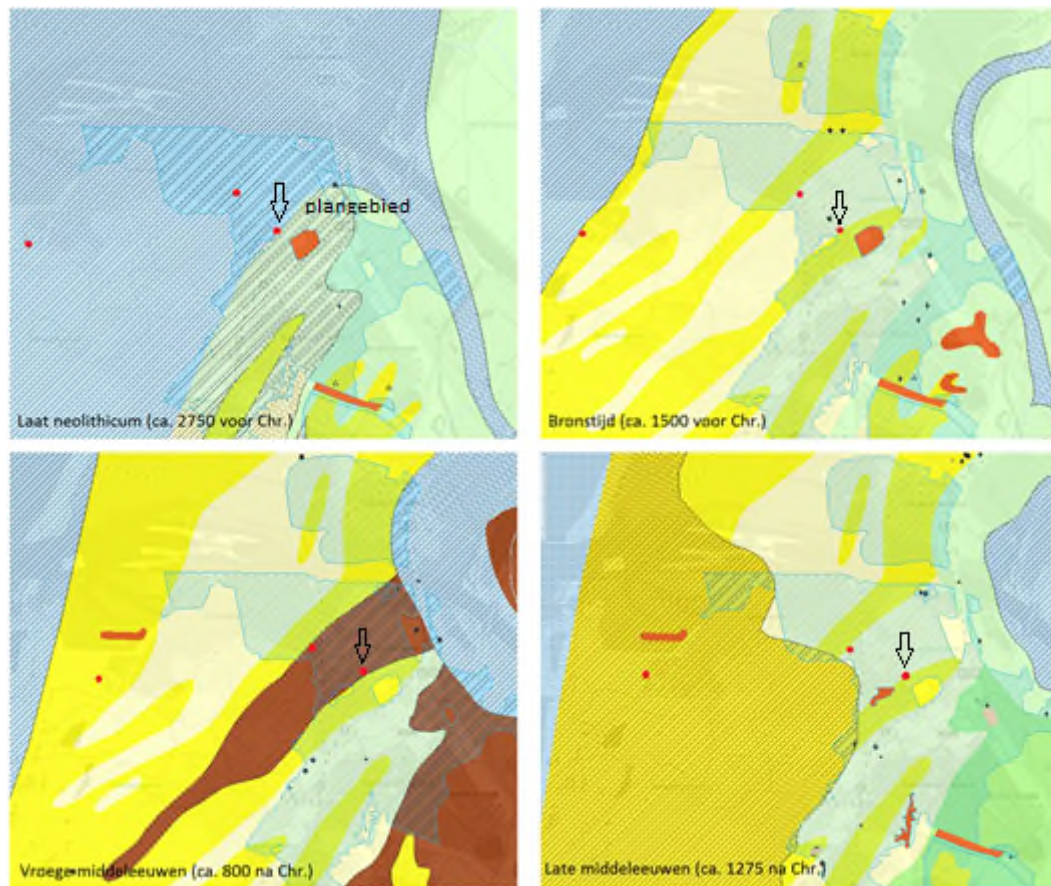 plangebied
Laat neolithicum (ca. 2750 voor Chr.)
Bronstijd (ca. 1500 voor Chr.)
Vroege middeleeuwen (ca. 800 na Chr.)
Late middeleeuwen (ca. 1275 na Chr.)